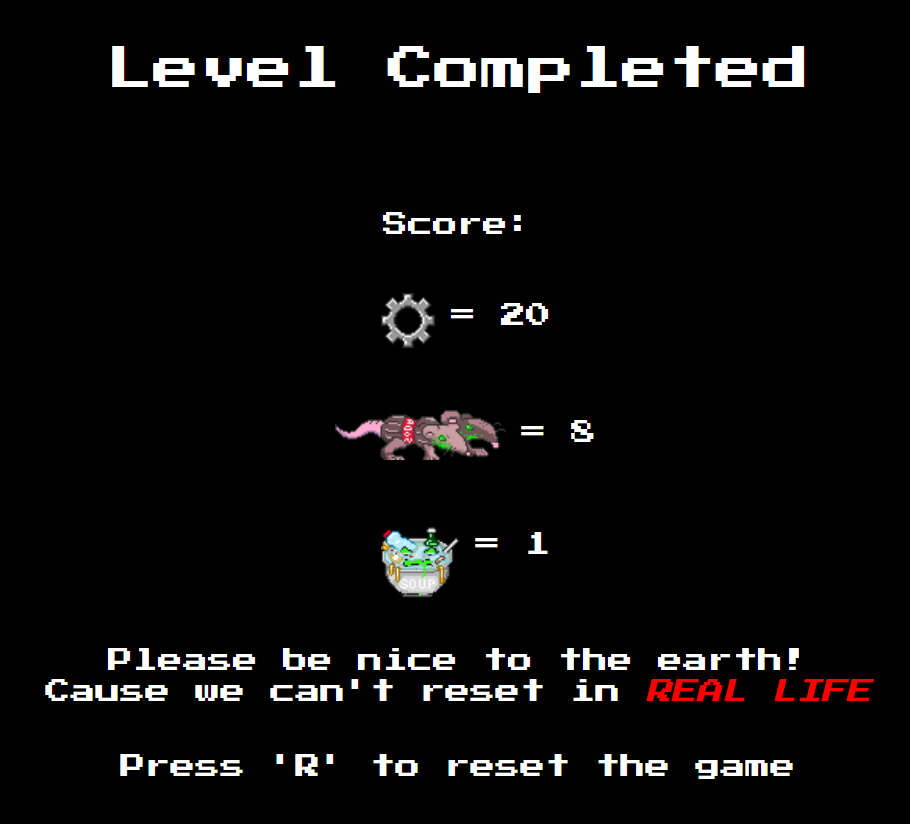 Level Completed
Score:
= 20
= 8
= 1
SOUP
Please be nice to the earth!
Cause we can't reset in REAL LIFE
Press 'R' to reset the game